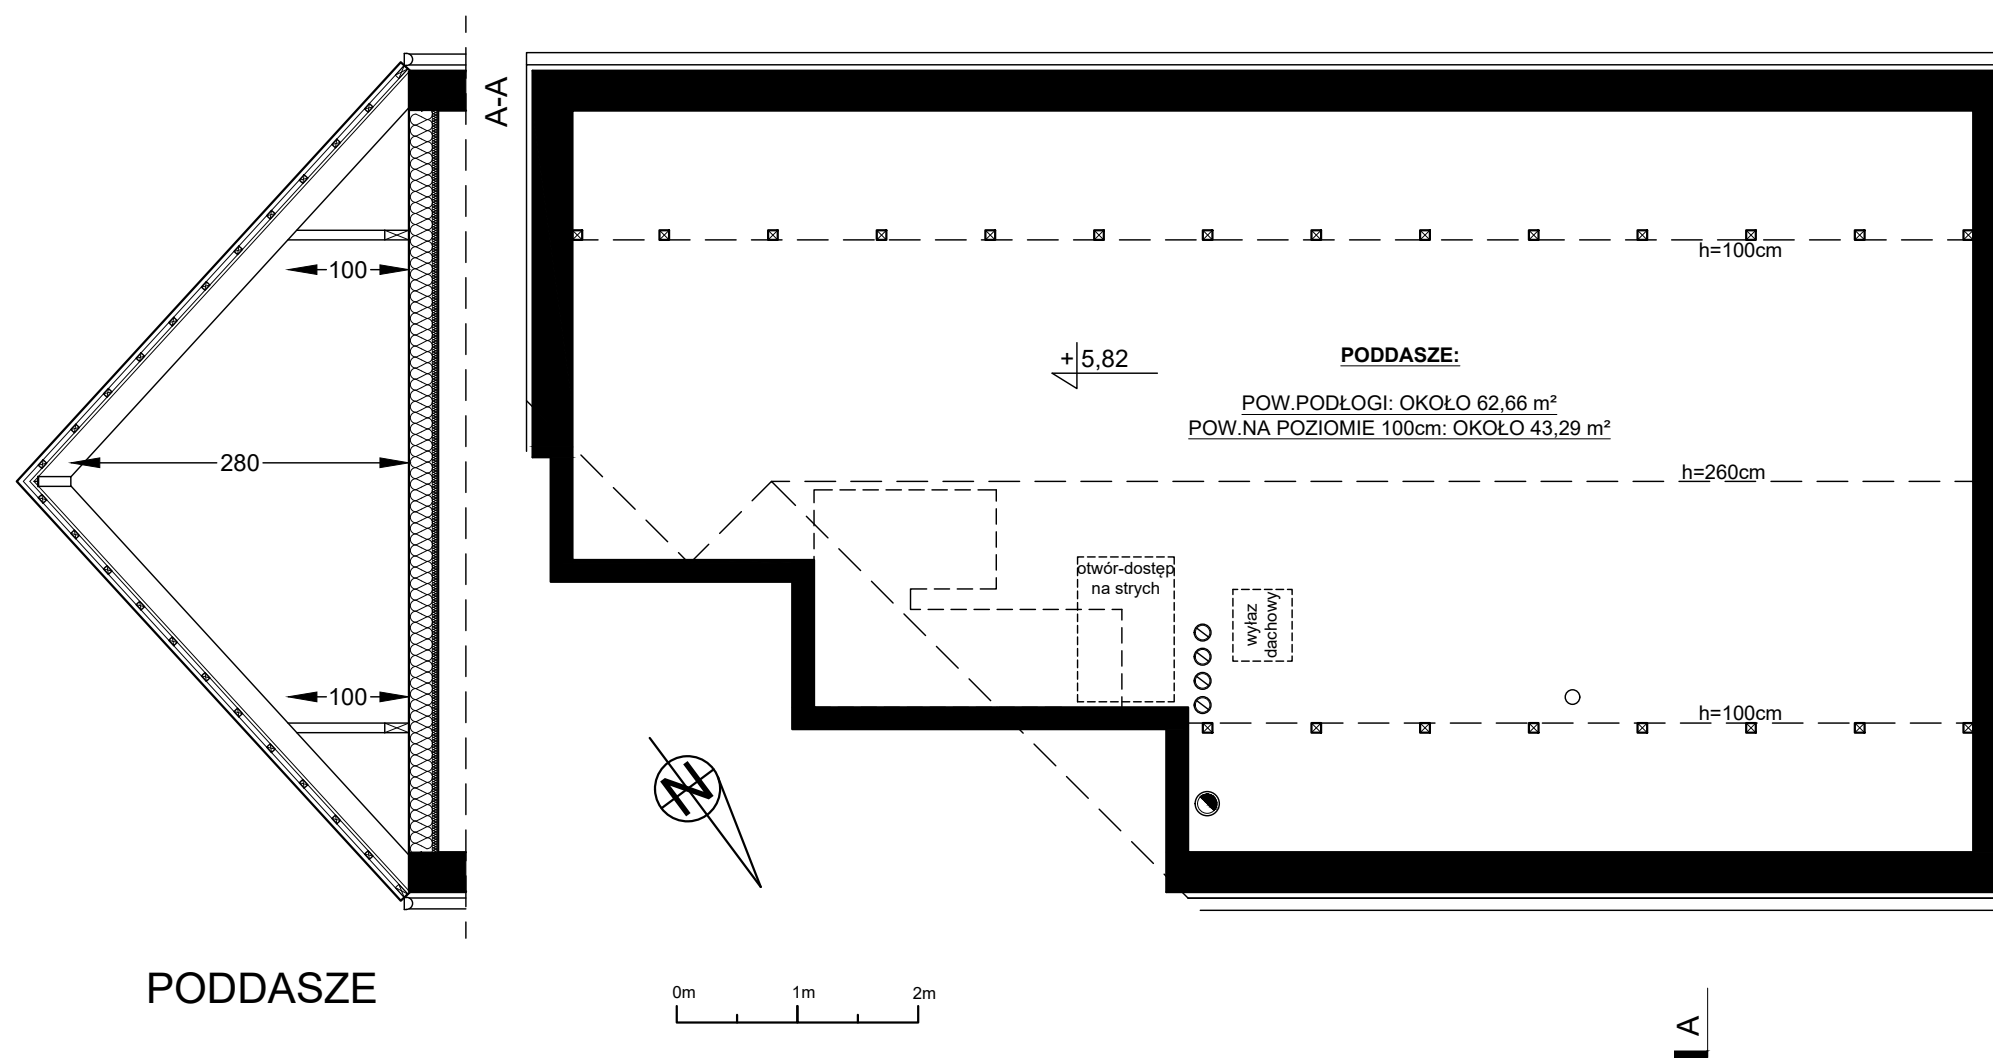 A-A
100
280
100
h=100cm
+5,82
PODDASZE:
POW.PODŁOGI: OKOŁO 62,66 m²
POW.NA POZIOMIE 100cm: OKOŁO 43,29 m²
h=260cm
otwór-dostęp
na strych
wyłaz
dachowy
h=100cm
N
PODDASZE
0m 1m 2m
A